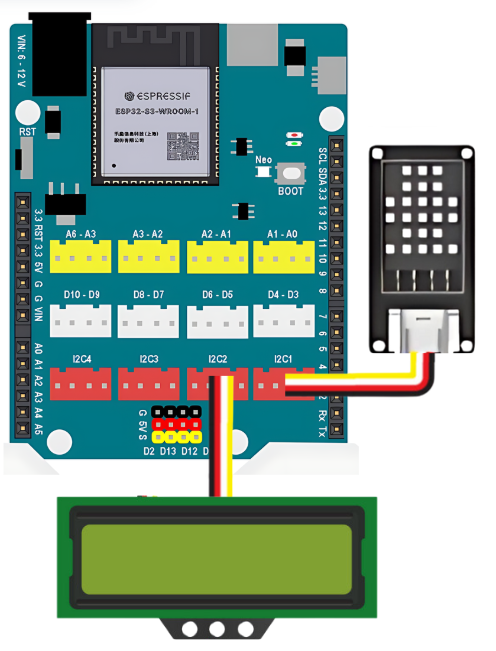 VIN: 6 - 12 V
ESPRESSIF
ESP32-S3-WROOM-1
乐鑫信息科技(上海)
股份有限公司
RST
Neo
BOOT
SCL SDA 3.3 13 12 11 10 9 8
7 6 5 4
2 Rx Tx
3.3 RST 3.3 5V G G VIN
A0 A1 A2 A3 A4 A5
A6 - A3
A3 - A2
A2 - A1
A1 - A0
D10 - D9
D8 - D7
D6 - D5
D4 - D3
I2C4
I2C3
I2C2
I2C1
G 5V S
D2 D13 D12 D